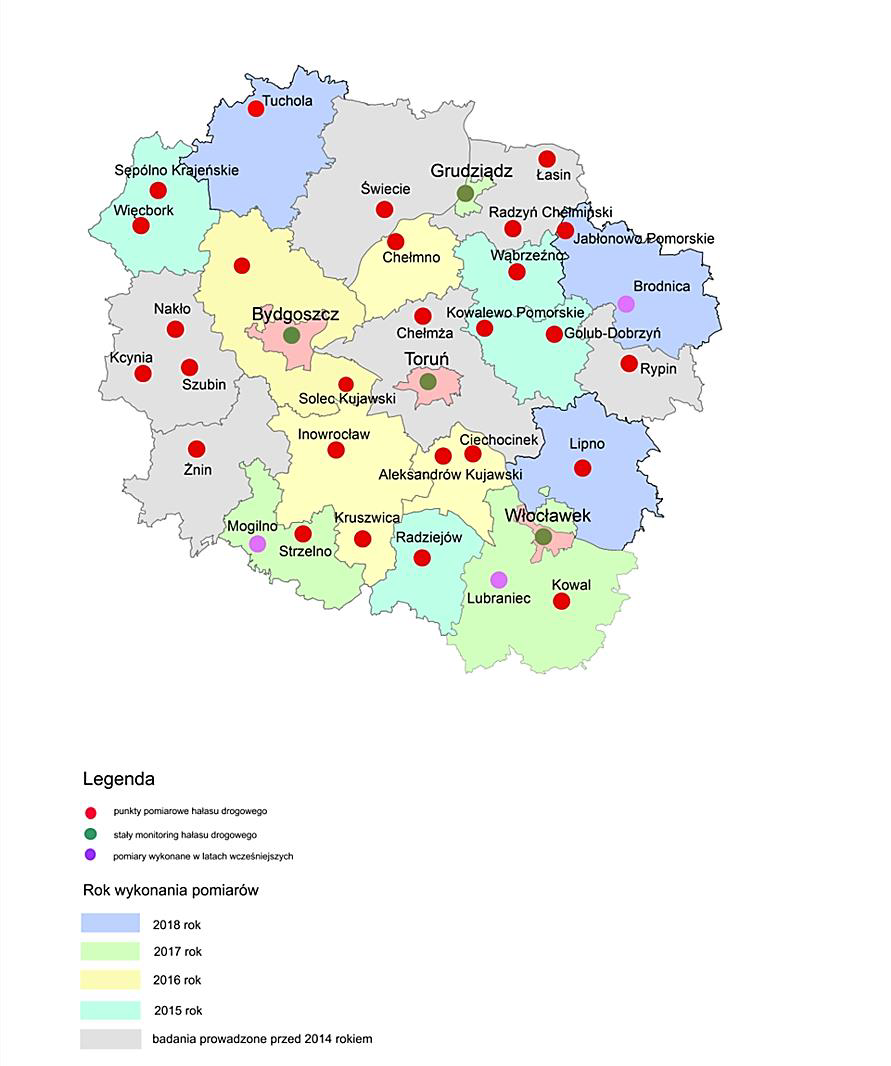 Tuchola
Sępólno Krajeńskie
Więcbork
Świecie
Grudziądz
Łasin
Radzyń Chełmiński
Jabłonowo Pomorskie
Chełmno
Wąbrzeźno
Brodnica
Nakło
Bydgoszcz
Chełmża
Kowalewo Pomorskie
Golub-Dobrzyń
Kcynia
Szubin
Toruń
Rypin
Solec Kujawski
Inowrocław
Ciechocinek
Lipno
Żnin
Aleksandrów Kujawski
Mogilno
Kruszwica
Włocławek
Strzelno
Radziejów
Lubraniec
Kowal
Legenda
punkty pomiarowe hałasu drogowego
stały monitoring hałasu drogowego
pomiary wykonane w latach wcześniejszych
Rok wykonania pomiarów
2018 rok
2017 rok
2016 rok
2015 rok
badania prowadzone przed 2014 rokiem